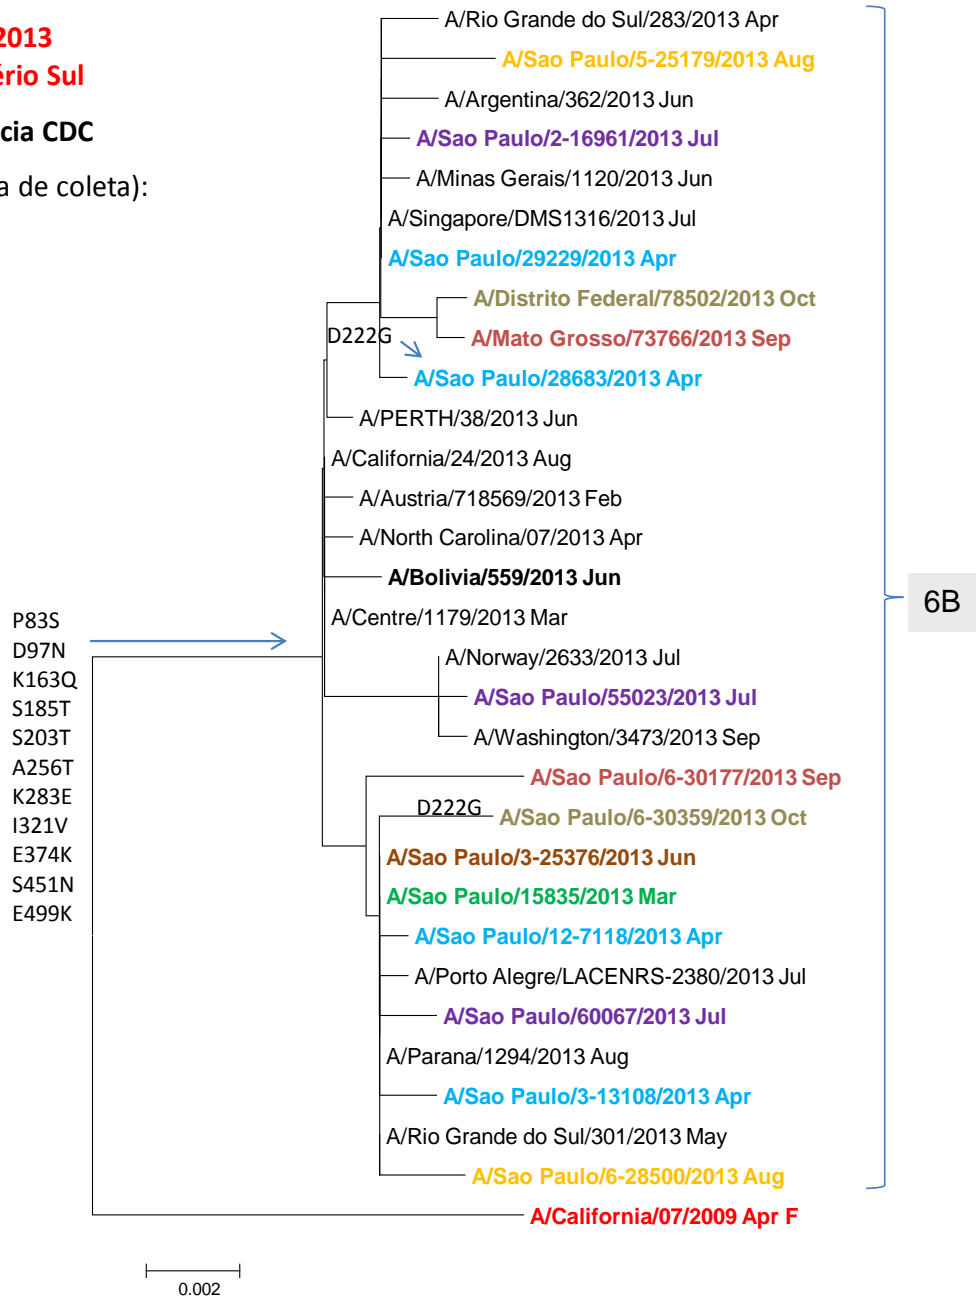 2013
ério Sul
cia CDC
a de coleta):
A/Rio Grande do Sul/283/2013 Apr
A/Sao Paulo/5-25179/2013 Aug
A/Argentina/362/2013 Jun
A/Sao Paulo/2-16961/2013 Jul
A/Minas Gerais/1120/2013 Jun
A/Singapore/DMS1316/2013 Jul
A/Sao Paulo/29229/2013 Apr
A/Distrito Federal/78502/2013 Oct
A/Mato Grosso/73766/2013 Sep
D222G
A/Sao Paulo/28683/2013 Apr
A/PERTH/38/2013 Jun
A/California/24/2013 Aug
A/Austria/718569/2013 Feb
A/North Carolina/07/2013 Apr
A/Bolivia/559/2013 Jun
A/Centre/1179/2013 Mar
A/Norway/2633/2013 Jul
A/Sao Paulo/55023/2013 Jul
A/Washington/3473/2013 Sep
A/Sao Paulo/6-30177/2013 Sep
D222G
A/Sao Paulo/6-30359/2013 Oct
A/Sao Paulo/3-25376/2013 Jun
A/Sao Paulo/15835/2013 Mar
A/Sao Paulo/12-7118/2013 Apr
A/Porto Alegre/LACENRS-2380/2013 Jul
A/Sao Paulo/60067/2013 Jul
A/Parana/1294/2013 Aug
A/Sao Paulo/3-13108/2013 Apr
A/Rio Grande do Sul/301/2013 May
A/Sao Paulo/6-28500/2013 Aug
A/California/07/2009 Apr F
6B
P83S
D97N
K163Q
S185T
S203T
A256T
K283E
I321V
E374K
S451N
E499K
0.002